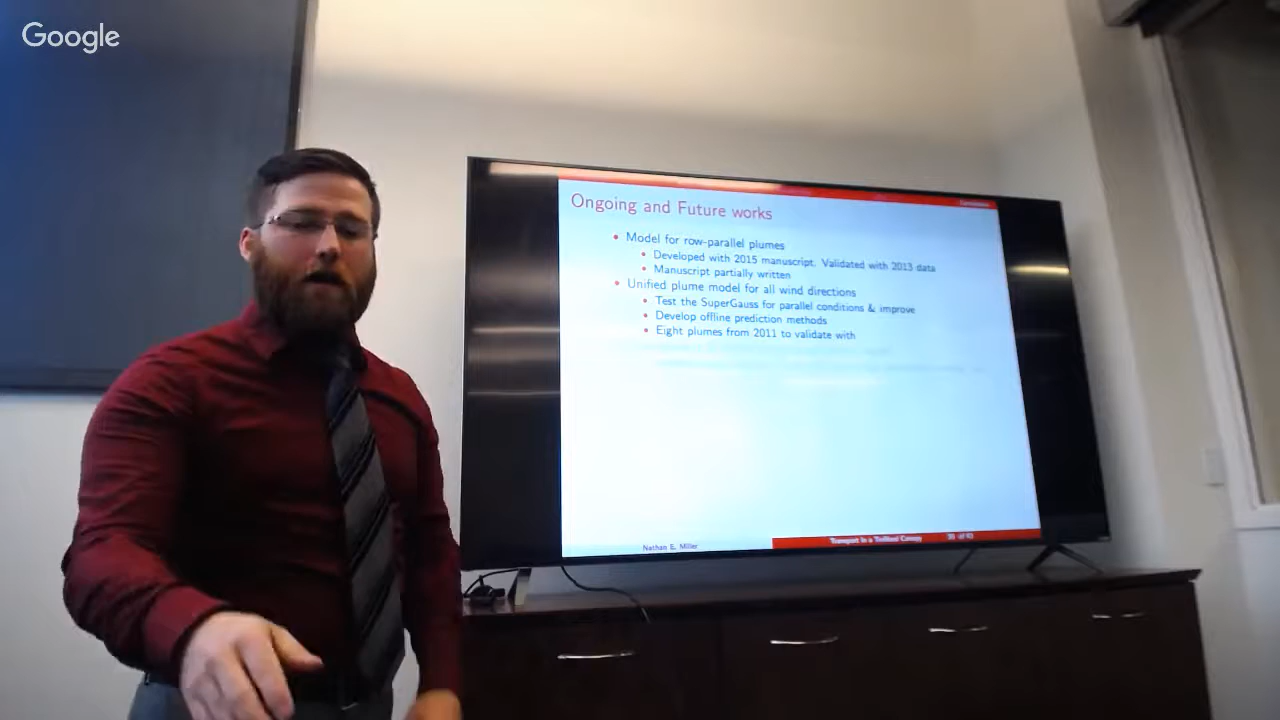 Google
Ongoing and Future works
Model for row-parallel plumes
Developed with 2015 manuscript. Validated with 2013 data
Manuscript partially written
Unified plume model for all wind directions
Test the SuperGauss for parallel conditions & improve
Develop offline prediction methods
Eight plumes from 2011 to validate with
Nathan E. Miller
Transport in a Trellised Canopy